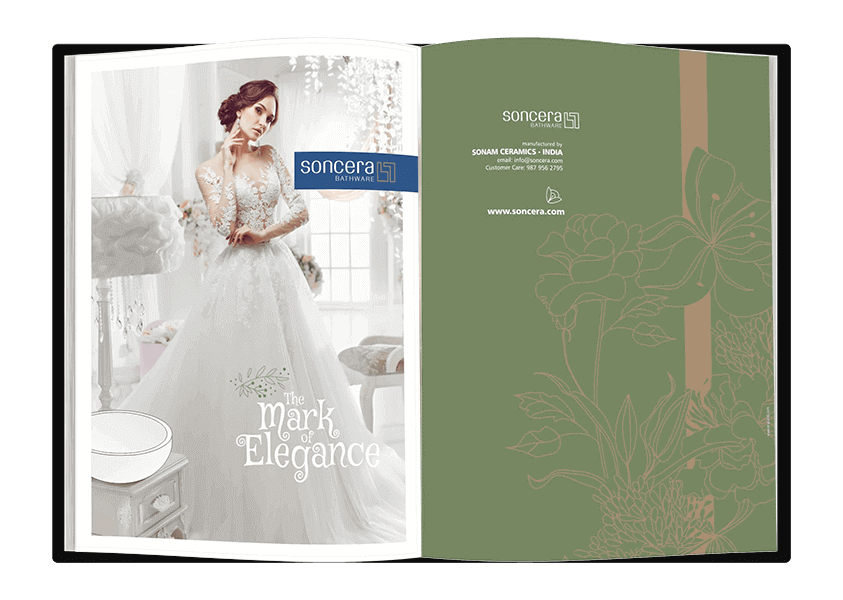 soncera
BATHWARE
The
Mark
of
Elegance
soncera
BATHWARE
manufactured by
SONAM CERAMICS - INDIA
email: info@soncera.com
Customer Care: 987 956 2795
www.soncera.com